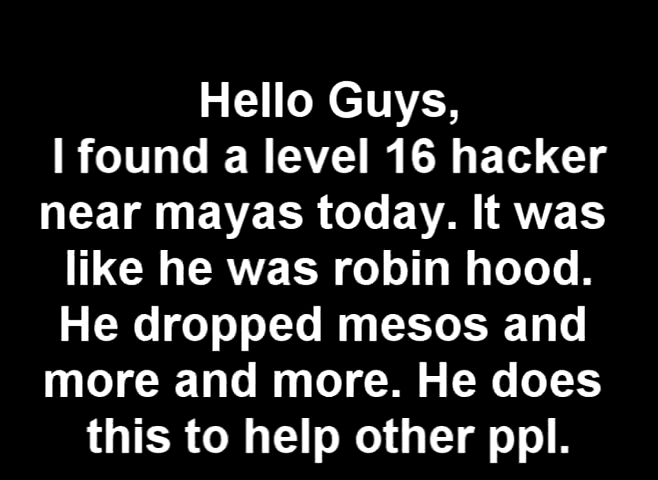 Hello Guys,
I found a level 16 hacker
near mayas today. It was
like he was robin hood.
He dropped mesos and
more and more. He does
this to help other ppl.